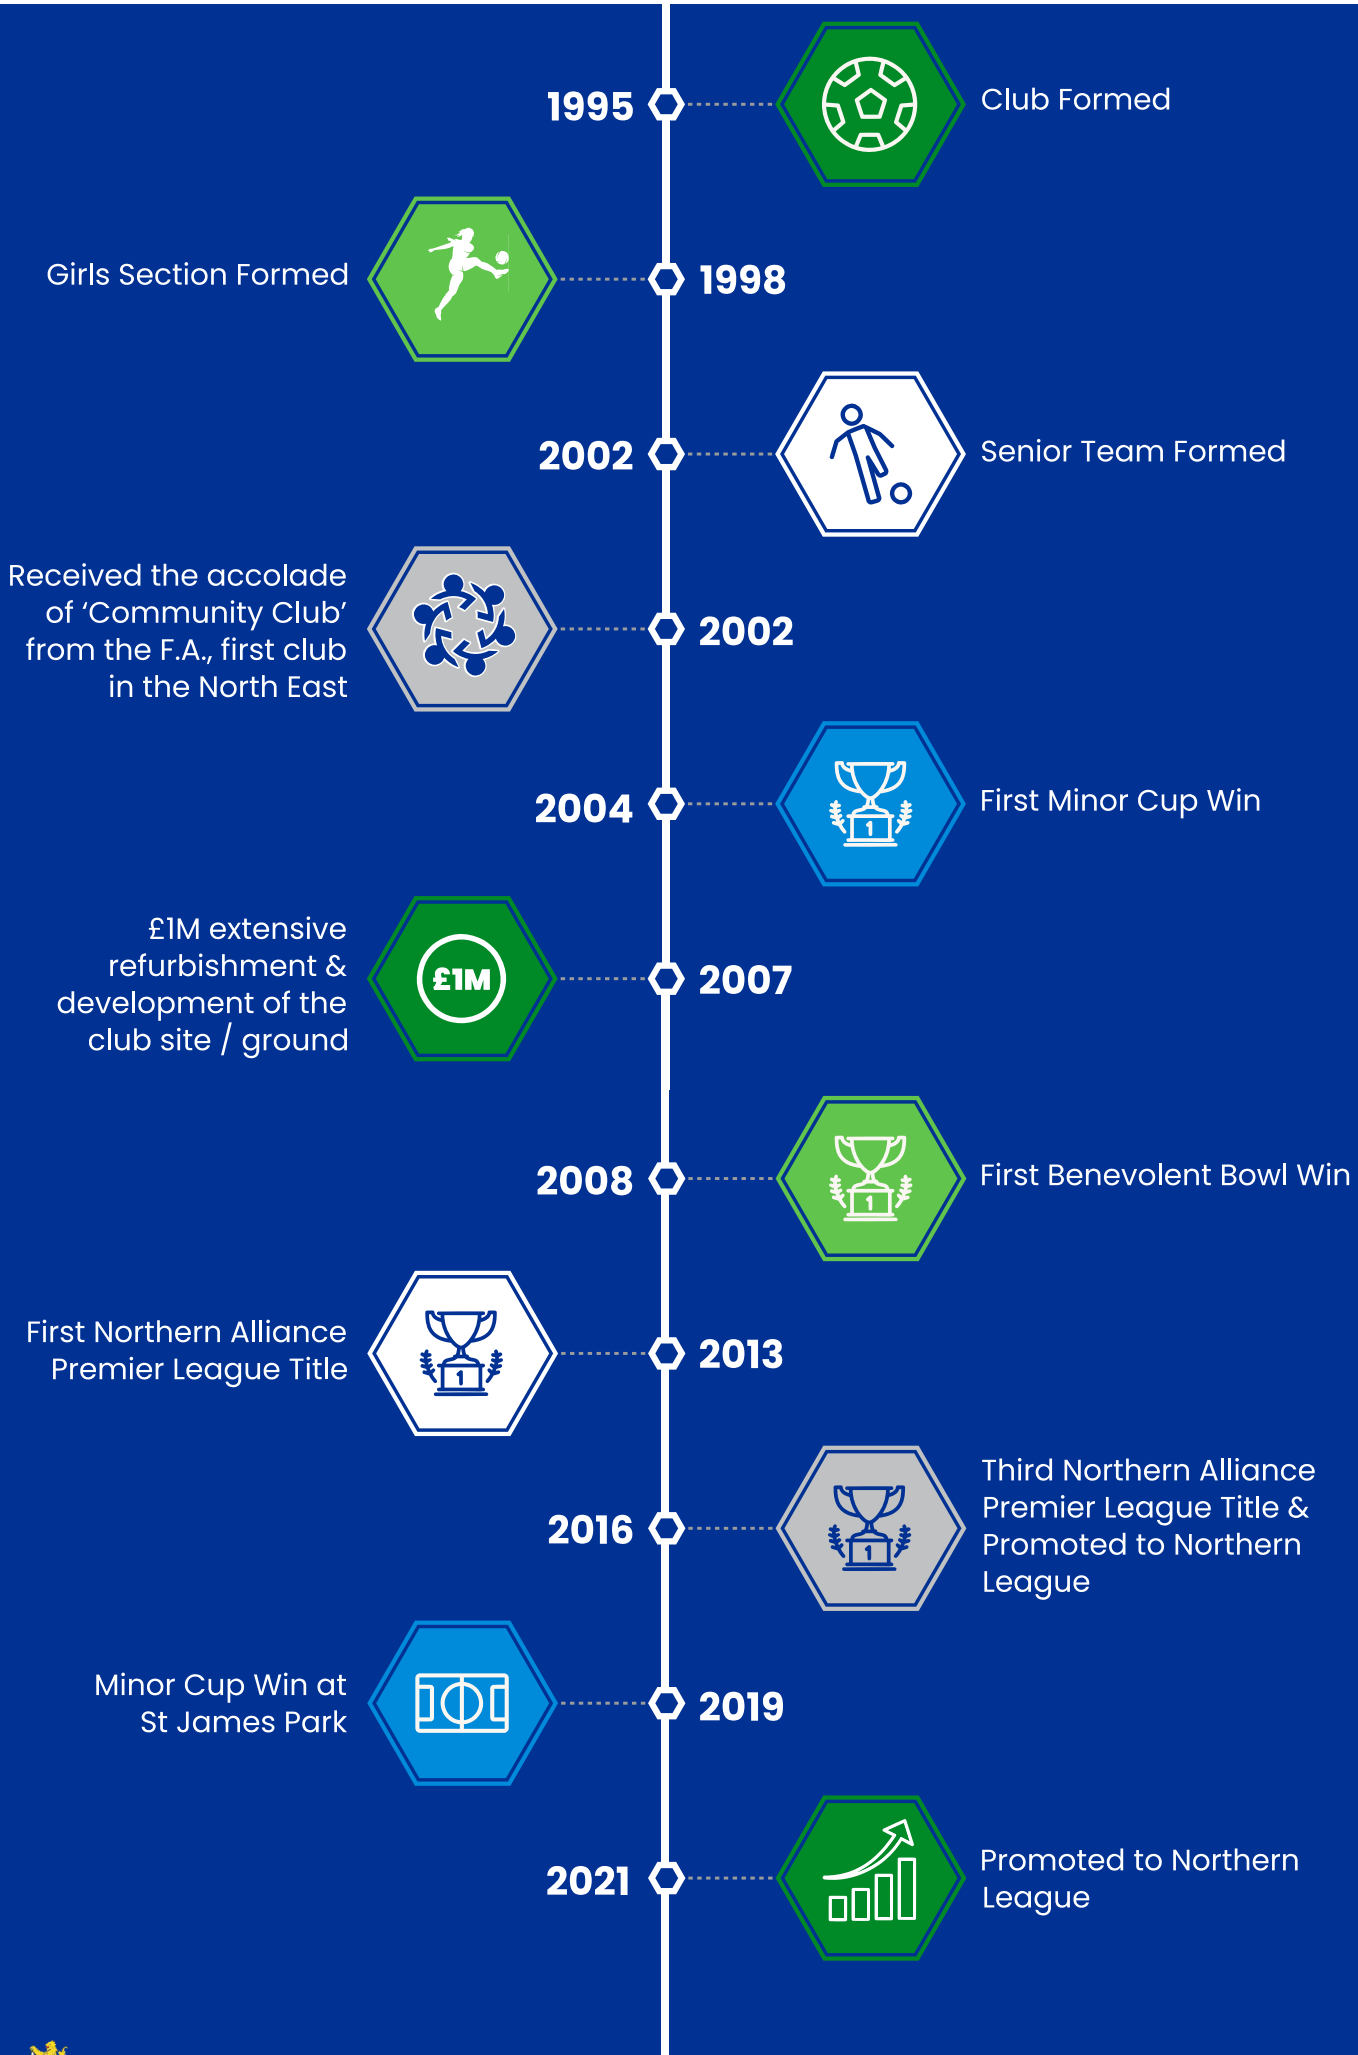 1995
Club Formed
Girls Section Formed
1998
2002
Senior Team Formed
Received the accolade
of ‘Community Club’
from the F.A., first club
in the North East
2002
2004
1
First Minor Cup Win
£1M extensive
refurbishment &
development of the
club site / ground
£1M
2007
2008
1
First Benevolent Bowl Win
First Northern Alliance
Premier League Title
1
2013
2016
1
Third Northern Alliance
Premier League Title &
Promoted to Northern
League
Minor Cup Win at
St James Park
2019
2021
Promoted to Northern
League